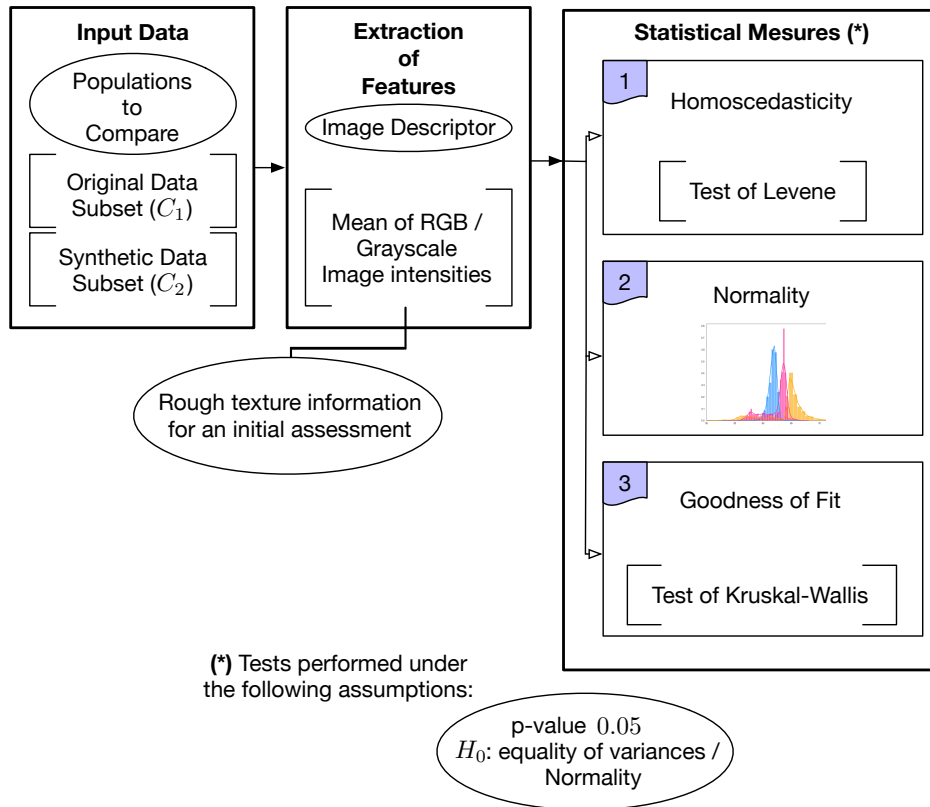 Input Data
Populations
to
Compare
Original Data
Subset (C₁)
Synthetic Data
Subset (C₂)
Extraction
of
Features
Image Descriptor
Mean of RGB /
Grayscale
Image intensities
Rough texture information
for an initial assessment
Statistical Mesures (*)
1
Homoscedasticity
Test of Levene
2
Normality
3
Goodness of Fit
Test of Kruskal-Wallis
(*) Tests performed under
the following assumptions:
p-value 0.05
H₀: equality of variances /
Normality